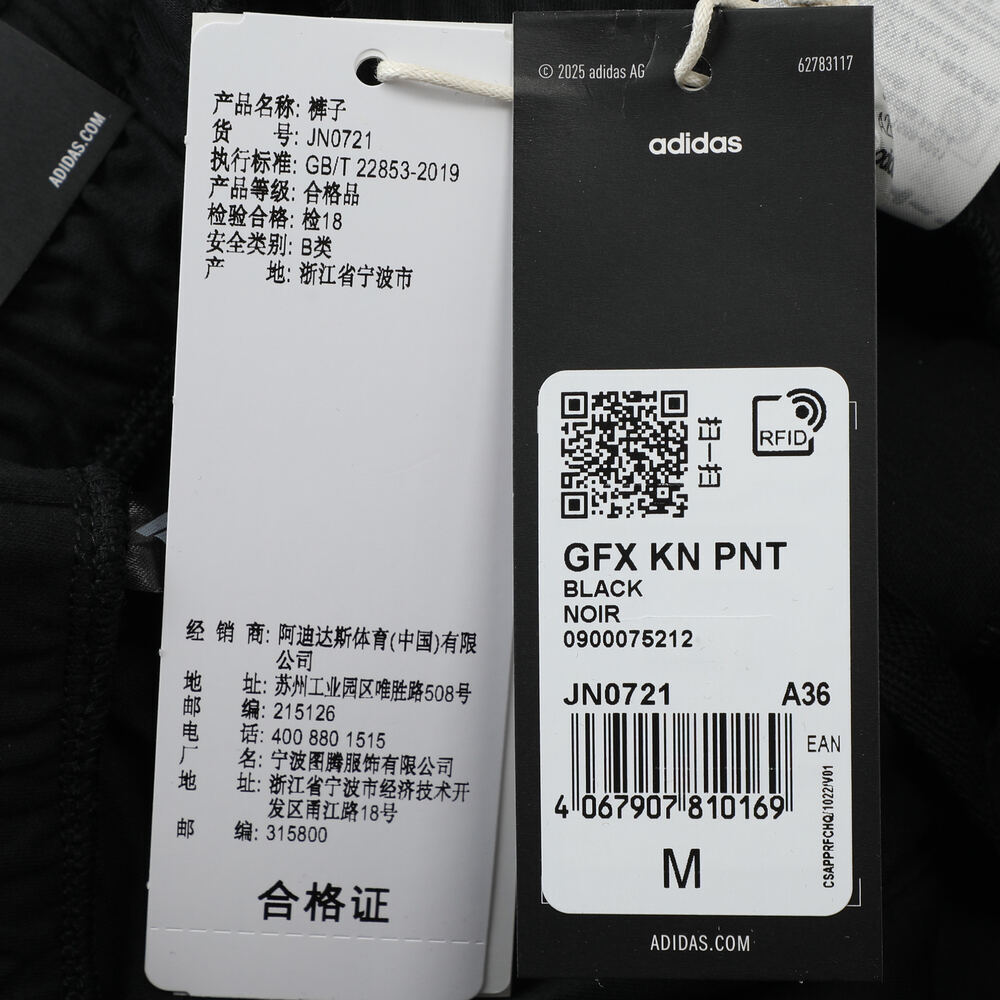 ADIDAS.COM
产品名称: 裤子
货 号: JN0721
执行标准: GB/T 22853-2019
产品等级: 合格品
检验合格: 检18
安全类别: B类
产 地: 浙江省宁波市
经 销 商: 阿迪达斯体育(中国)有限
公司
地 址: 苏州工业园区唯胜路508号
邮 编: 215126
电 话: 400 880 1515
厂 名: 宁波图腾服饰有限公司
地 址: 浙江省宁波市经济技术开
发区甬江路18号
邮 编: 315800
合格证
© 2025 adidas AG
62783117
adidas
扫一扫
RFID
GFX KN PNT
BLACK
NOIR
0900075212
JN0721 A36
EAN
4 067907 810169
CSAPPRFCHQ/1022/V01
M
ADIDAS.COM